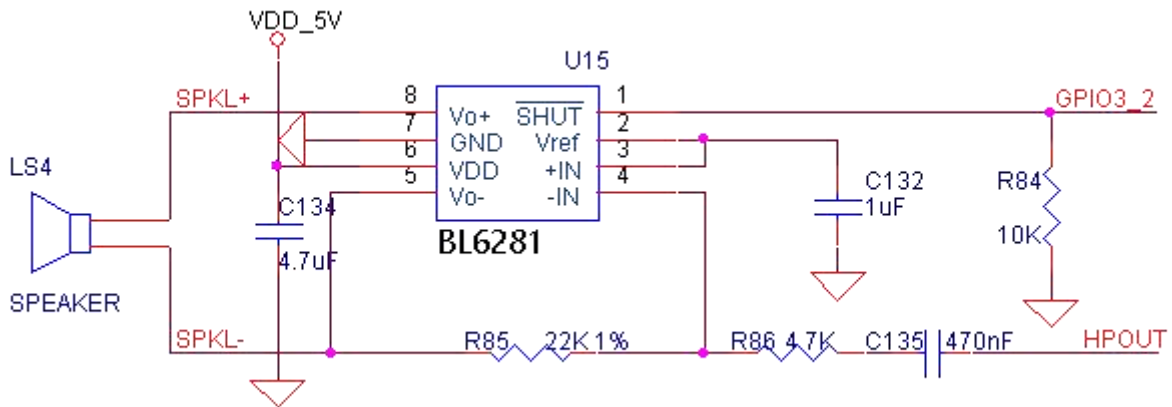 VDD_5V
U15
SPKL+
8
1
GPIO3_2
Vo+
SHUT
7
2
GND
Vref
6
3
VDD
+IN
5
4
Vo-
-IN
LS4
C134
C132
R84
1uF
BL6281
10K
4.7uF
SPEAKER
SPKL-
R85
22K 1%
R86 4.7K
C135
470nF
HPOUT